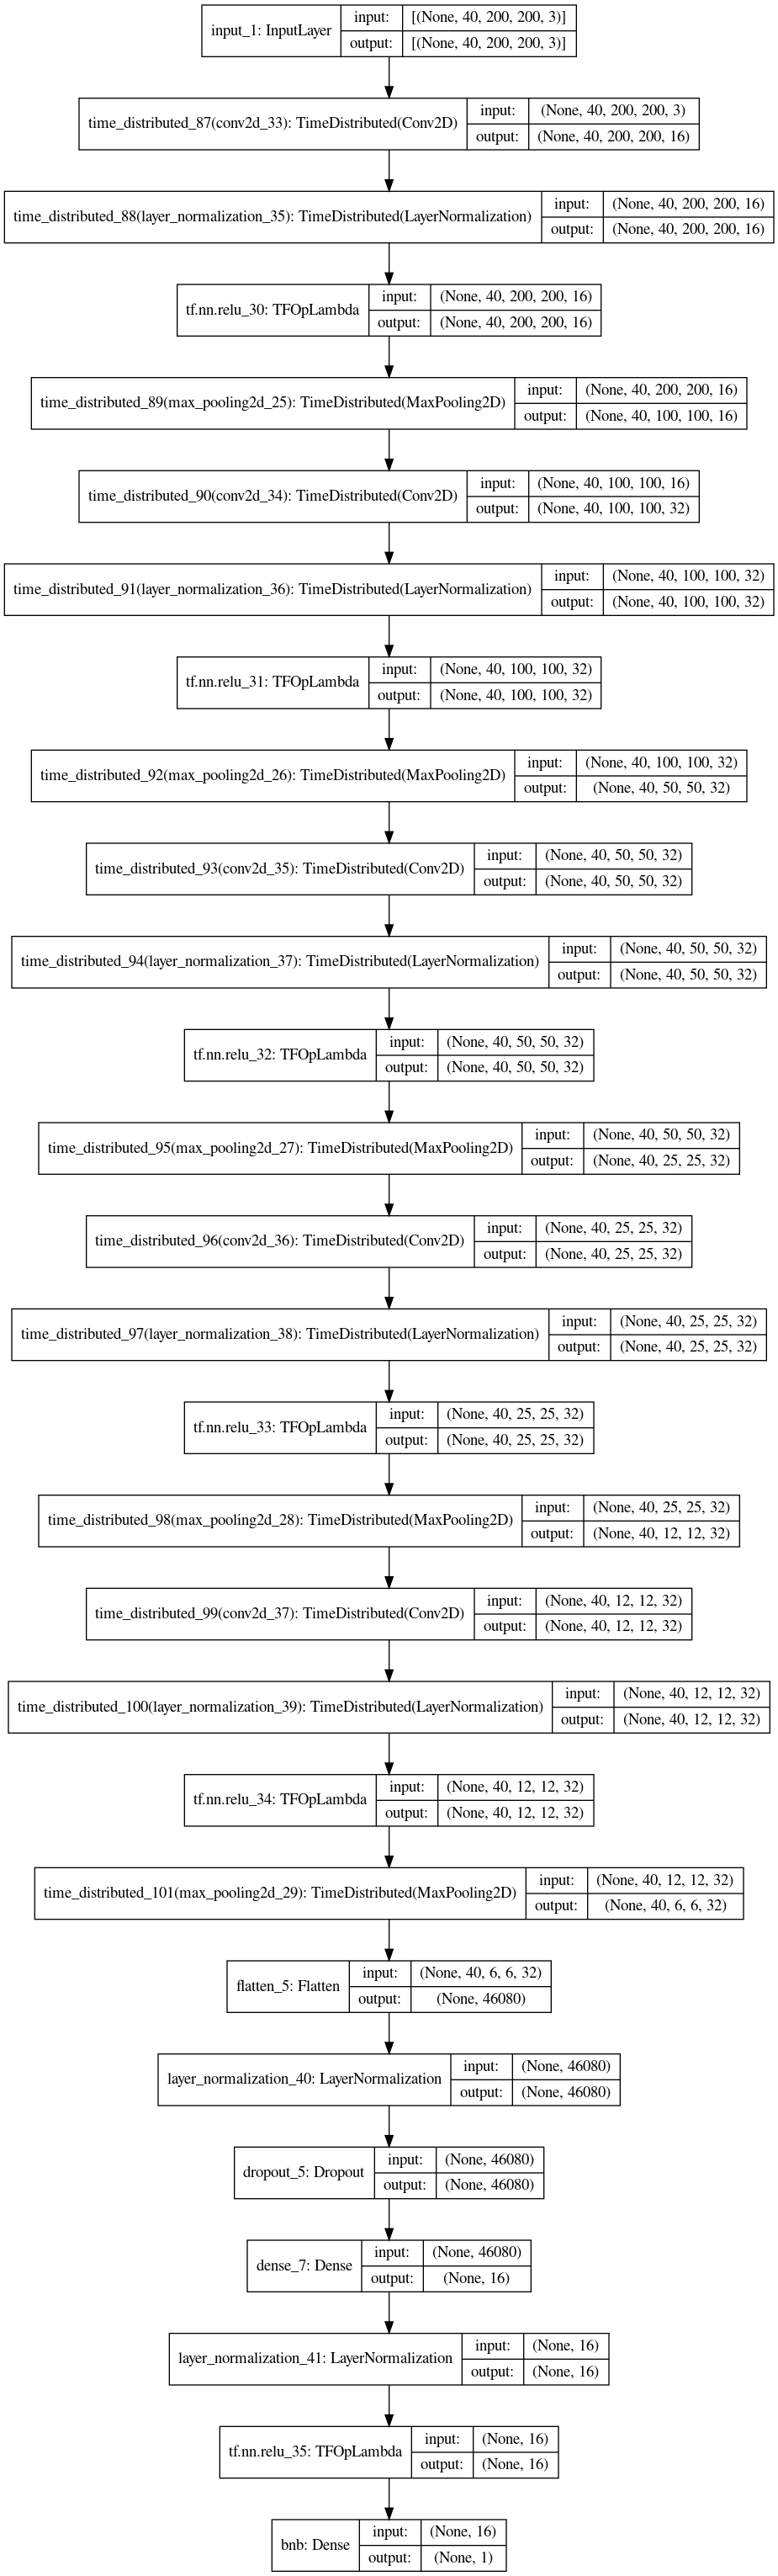 input_1: InputLayer
input: [(None, 40, 200, 200, 3)]
output: [(None, 40, 200, 200, 3)]
time_distributed_87(conv2d_33): TimeDistributed(Conv2D)
input: (None, 40, 200, 200, 3)
output: (None, 40, 200, 200, 16)
time_distributed_88(layer_normalization_35): TimeDistributed(LayerNormalization)
input: (None, 40, 200, 200, 16)
output: (None, 40, 200, 200, 16)
tf.nn.relu_30: TFOpLambda
input: (None, 40, 200, 200, 16)
output: (None, 40, 200, 200, 16)
time_distributed_89(max_pooling2d_25): TimeDistributed(MaxPooling2D)
input: (None, 40, 200, 200, 16)
output: (None, 40, 100, 100, 16)
time_distributed_90(conv2d_34): TimeDistributed(Conv2D)
input: (None, 40, 100, 100, 16)
output: (None, 40, 100, 100, 32)
time_distributed_91(layer_normalization_36): TimeDistributed(LayerNormalization)
input: (None, 40, 100, 100, 32)
output: (None, 40, 100, 100, 32)
tf.nn.relu_31: TFOpLambda
input: (None, 40, 100, 100, 32)
output: (None, 40, 100, 100, 32)
time_distributed_92(max_pooling2d_26): TimeDistributed(MaxPooling2D)
input: (None, 40, 100, 100, 32)
output: (None, 40, 50, 50, 32)
time_distributed_93(conv2d_35): TimeDistributed(Conv2D)
input: (None, 40, 50, 50, 32)
output: (None, 40, 50, 50, 32)
time_distributed_94(layer_normalization_37): TimeDistributed(LayerNormalization)
input: (None, 40, 50, 50, 32)
output: (None, 40, 50, 50, 32)
tf.nn.relu_32: TFOpLambda
input: (None, 40, 50, 50, 32)
output: (None, 40, 50, 50, 32)
time_distributed_95(max_pooling2d_27): TimeDistributed(MaxPooling2D)
input: (None, 40, 50, 50, 32)
output: (None, 40, 25, 25, 32)
time_distributed_96(conv2d_36): TimeDistributed(Conv2D)
input: (None, 40, 25, 25, 32)
output: (None, 40, 25, 25, 32)
time_distributed_97(layer_normalization_38): TimeDistributed(LayerNormalization)
input: (None, 40, 25, 25, 32)
output: (None, 40, 25, 25, 32)
tf.nn.relu_33: TFOpLambda
input: (None, 40, 25, 25, 32)
output: (None, 40, 25, 25, 32)
time_distributed_98(max_pooling2d_28): TimeDistributed(MaxPooling2D)
input: (None, 40, 25, 25, 32)
output: (None, 40, 12, 12, 32)
time_distributed_99(conv2d_37): TimeDistributed(Conv2D)
input: (None, 40, 12, 12, 32)
output: (None, 40, 12, 12, 32)
time_distributed_100(layer_normalization_39): TimeDistributed(LayerNormalization)
input: (None, 40, 12, 12, 32)
output: (None, 40, 12, 12, 32)
tf.nn.relu_34: TFOpLambda
input: (None, 40, 12, 12, 32)
output: (None, 40, 12, 12, 32)
time_distributed_101(max_pooling2d_29): TimeDistributed(MaxPooling2D)
input: (None, 40, 12, 12, 32)
output: (None, 40, 6, 6, 32)
flatten_5: Flatten
input: (None, 40, 6, 6, 32)
output: (None, 46080)
layer_normalization_40: LayerNormalization
input: (None, 46080)
output: (None, 46080)
dropout_5: Dropout
input: (None, 46080)
output: (None, 46080)
dense_7: Dense
input: (None, 46080)
output: (None, 16)
layer_normalization_41: LayerNormalization
input: (None, 16)
output: (None, 16)
tf.nn.relu_35: TFOpLambda
input: (None, 16)
output: (None, 16)
bnb: Dense
input: (None, 16)
output: (None, 1)